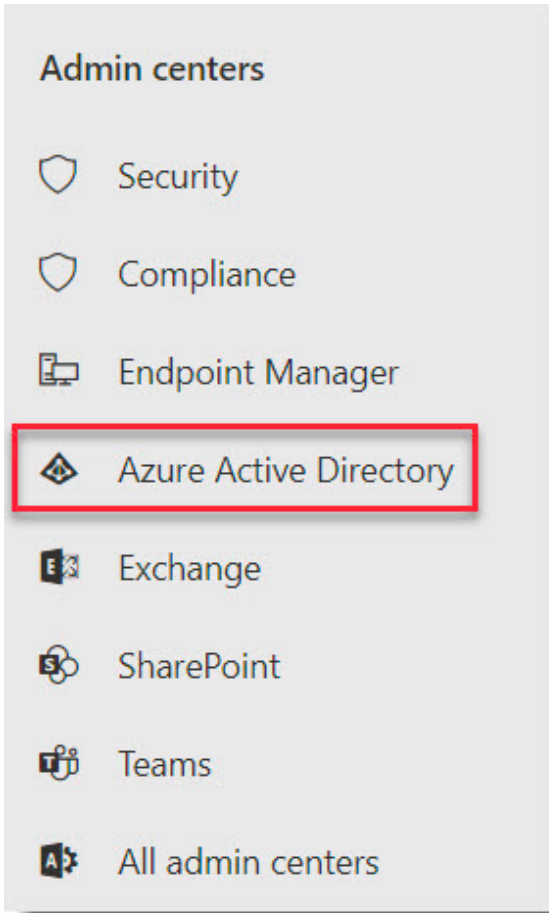 Admin centers
Security
Compliance
Endpoint Manager
Azure Active Directory
Exchange
SharePoint
Teams
All admin centers